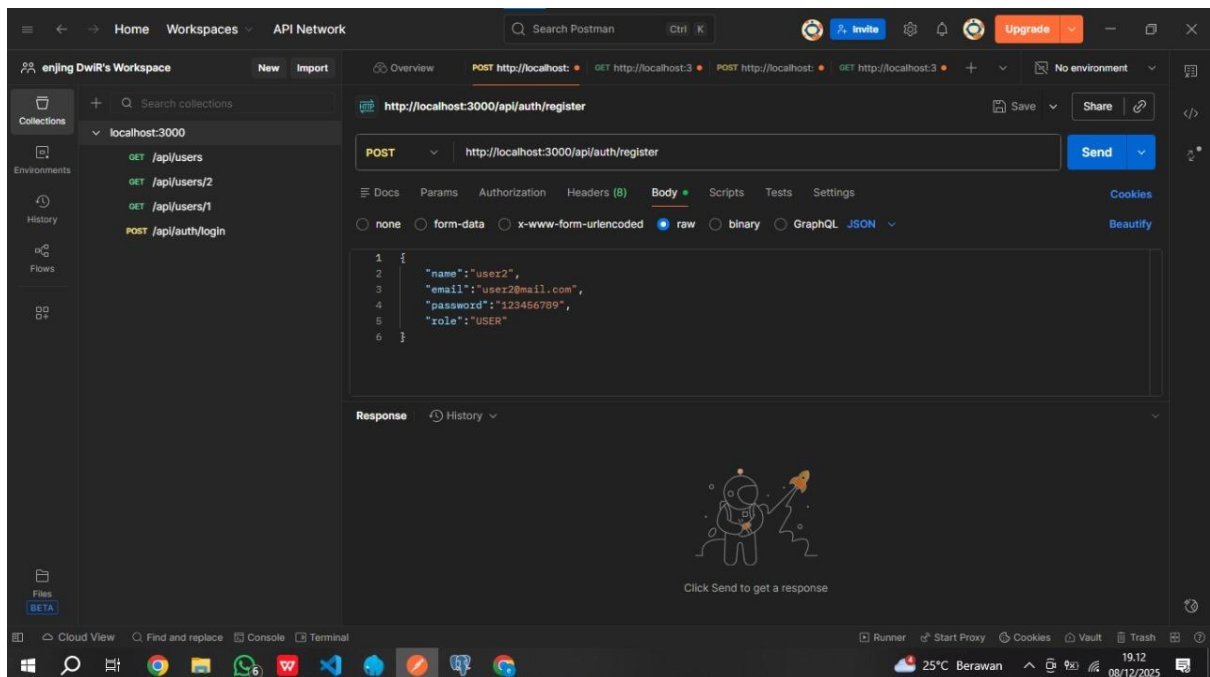 Home Workspaces API Network Search Postman Ctrl K Invite Upgrade
enjing DwiR's Workspace New Import Overview POST http://localhost: GET http://localhost:3 POST http://localhost: GET http://localhost:3 No environment
Collections
Search collections
http://localhost:3000/api/auth/register Save Share
localhost:3000
GET /api/users
GET /api/users/2
GET /api/users/1
POST /api/auth/login
Environments
History
Flows
Files
BETA
POST http://localhost:3000/api/auth/register Send
Docs Params Authorization Headers (8) Body Scripts Tests Settings Cookies
none form-data x-www-form-urlencoded raw binary GraphQL JSON Beautify
1 {
2 "name":"user2",
3 "email":"user2@mail.com",
4 "password":"123456789",
5 "role":"USER"
6 }
Response History
Click Send to get a response
Cloud View Find and replace Console Terminal Runner Start Proxy Cookies Vault Trash
25°C Berawan 19.12
08/12/2025